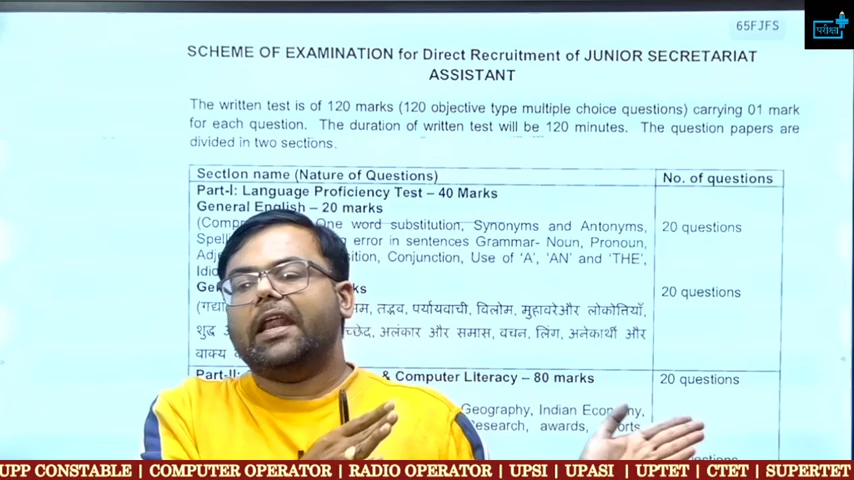 65FJFS
परीक्षा
SCHEME OF EXAMINATION for Direct Recruitment of JUNIOR SECRETARIAT
ASSISTANT
The written test is of 120 marks (120 objective type multiple choice questions) carrying 01 mark
for each question. The duration of written test will be 120 minutes. The question papers are
divided in two sections.
Section name (Nature of Questions) No. of questions
Part-I: Language Proficiency Test – 40 Marks
General English – 20 marks
One word substitution, Synonyms and Antonyms, 20 questions
error in sentences Grammar- Noun, Pronoun,
Conjunction, Use of ‘A’, ‘AN’ and ‘THE’,
20 questions
तद्भव, पर्यायवाची, विलोम, मुहावरेऔर लोकोतियाँ,
शुद्ध अलंकार और समास, वचन, लिंग, अनेकार्थी और
वाक्य
Part-II: & Computer Literacy – 80 marks 20 questions
Geography, Indian Economy,
Research, awards,
UPP CONSTABLE | COMPUTER OPERATOR | RADIO OPERATOR | UPSI | UPASI | UPTET | CTET | SUPERTET